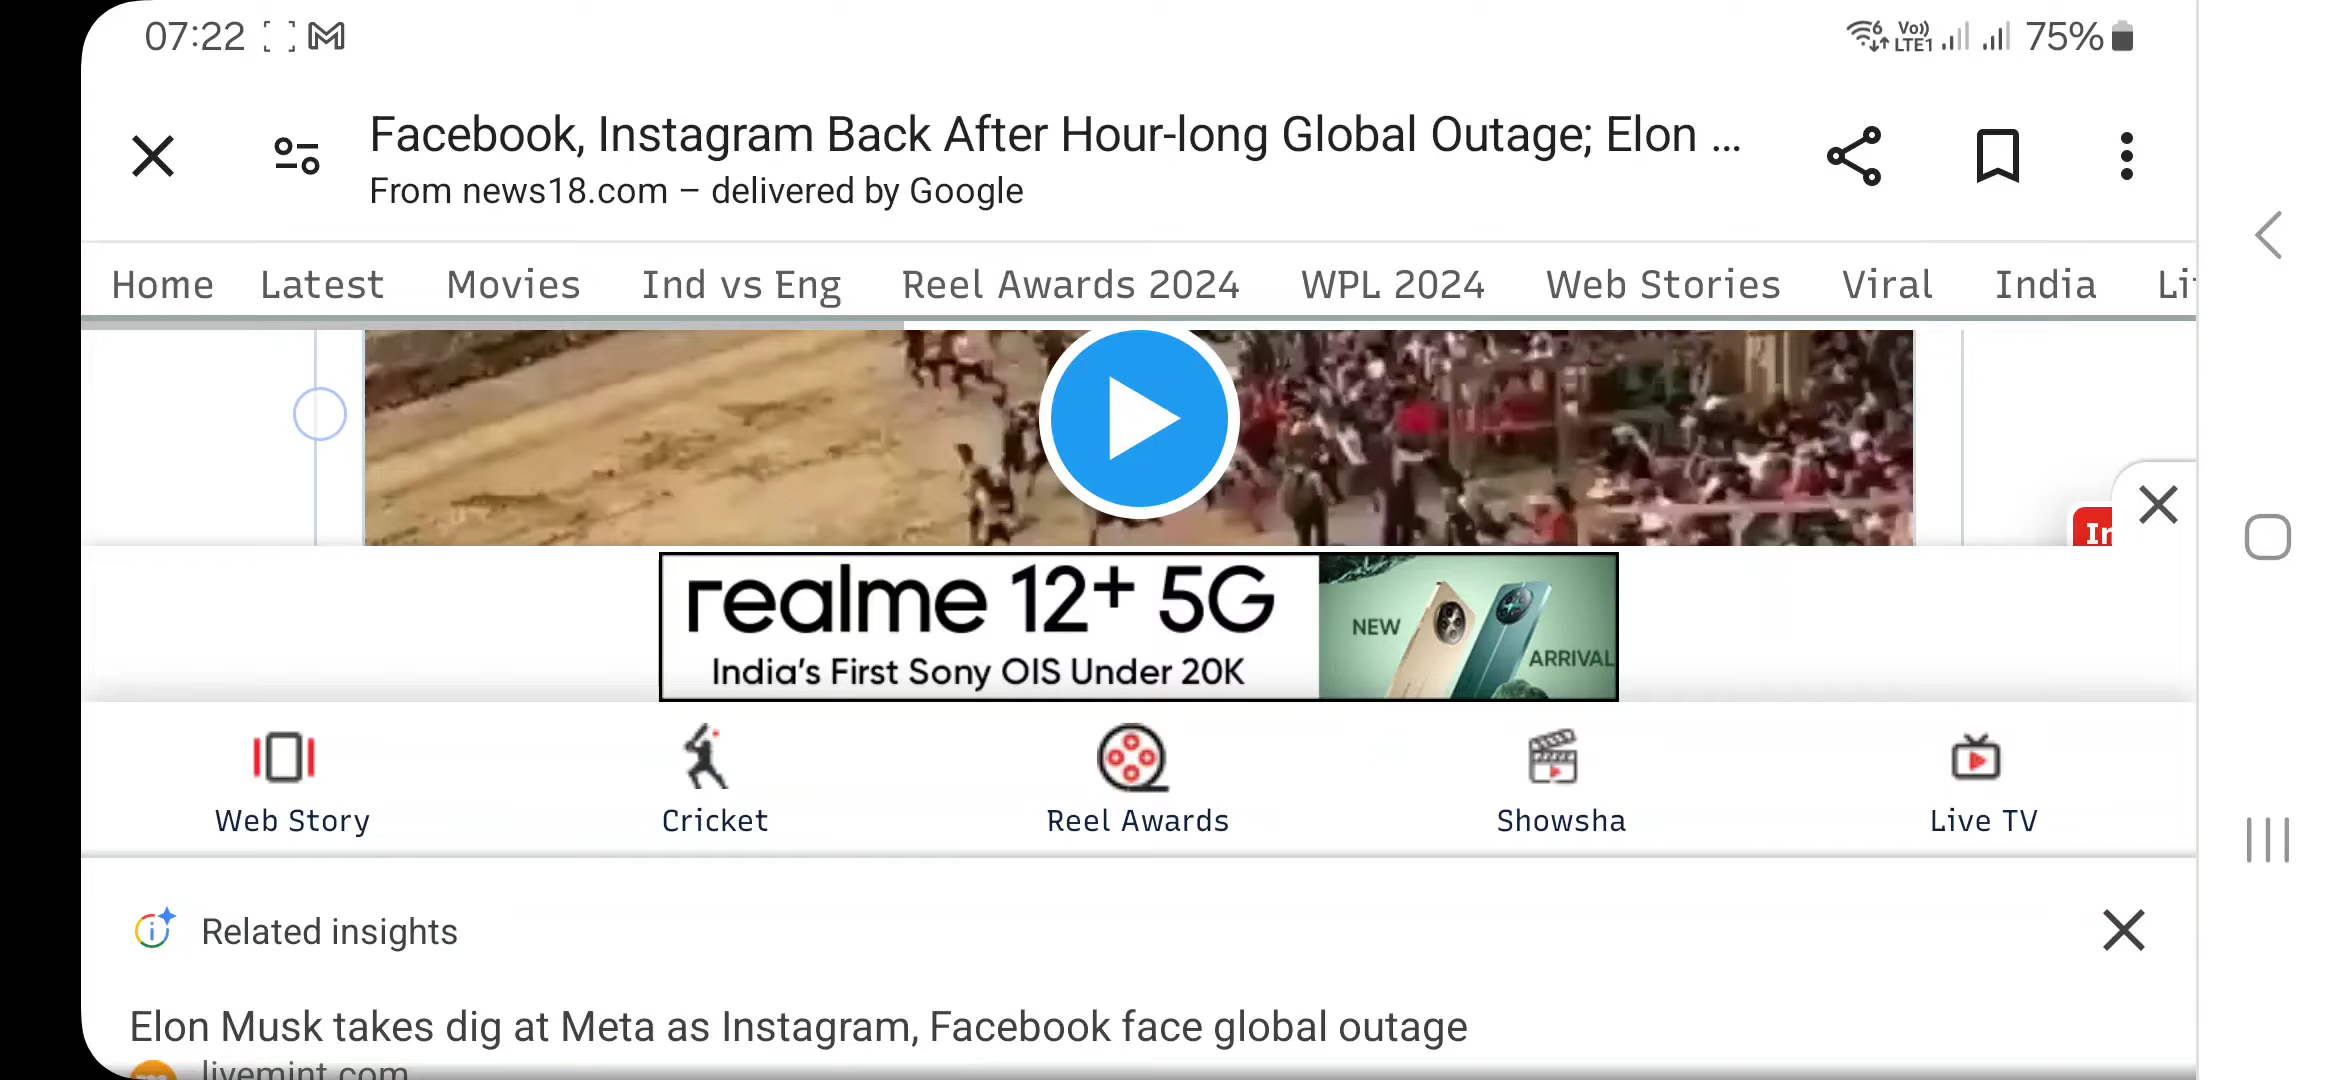 07:22
6 Vo)) LTE1 75%
Facebook, Instagram Back After Hour-long Global Outage; Elon ...
From news18.com – delivered by Google
Home Latest Movies Ind vs Eng Reel Awards 2024 WPL 2024 Web Stories Viral India
realme 12+ 5G
India's First Sony OIS Under 20K
NEW
ARRIVAL
Web Story Cricket Reel Awards Showsha Live TV
Related insights
Elon Musk takes dig at Meta as Instagram, Facebook face global outage
livemint.com